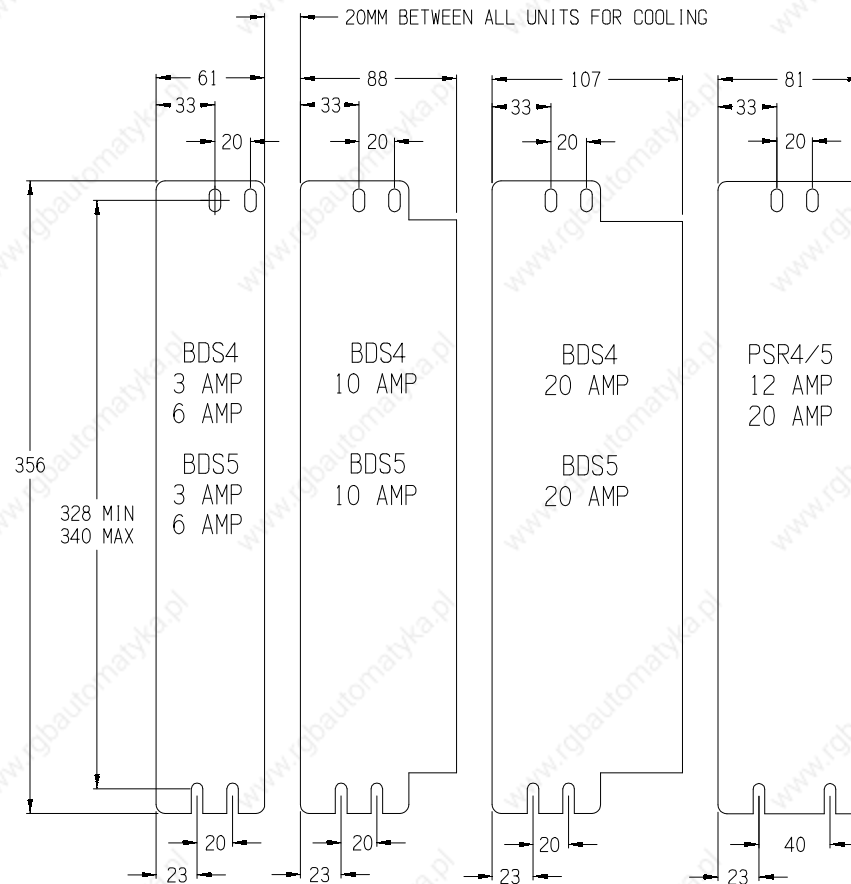 20MM BETWEEN ALL UNITS FOR COOLING
61
88
107
81
33
33
33
33
20
20
20
20
BDS4
3 AMP
6 AMP
BDS5
3 AMP
6 AMP
BDS4
10 AMP
BDS5
10 AMP
BDS4
20 AMP
BDS5
20 AMP
PSR4/5
12 AMP
20 AMP
356
328 MIN
340 MAX
20
20
20
40
23
23
23
23
www.rgbautomatyka.pl